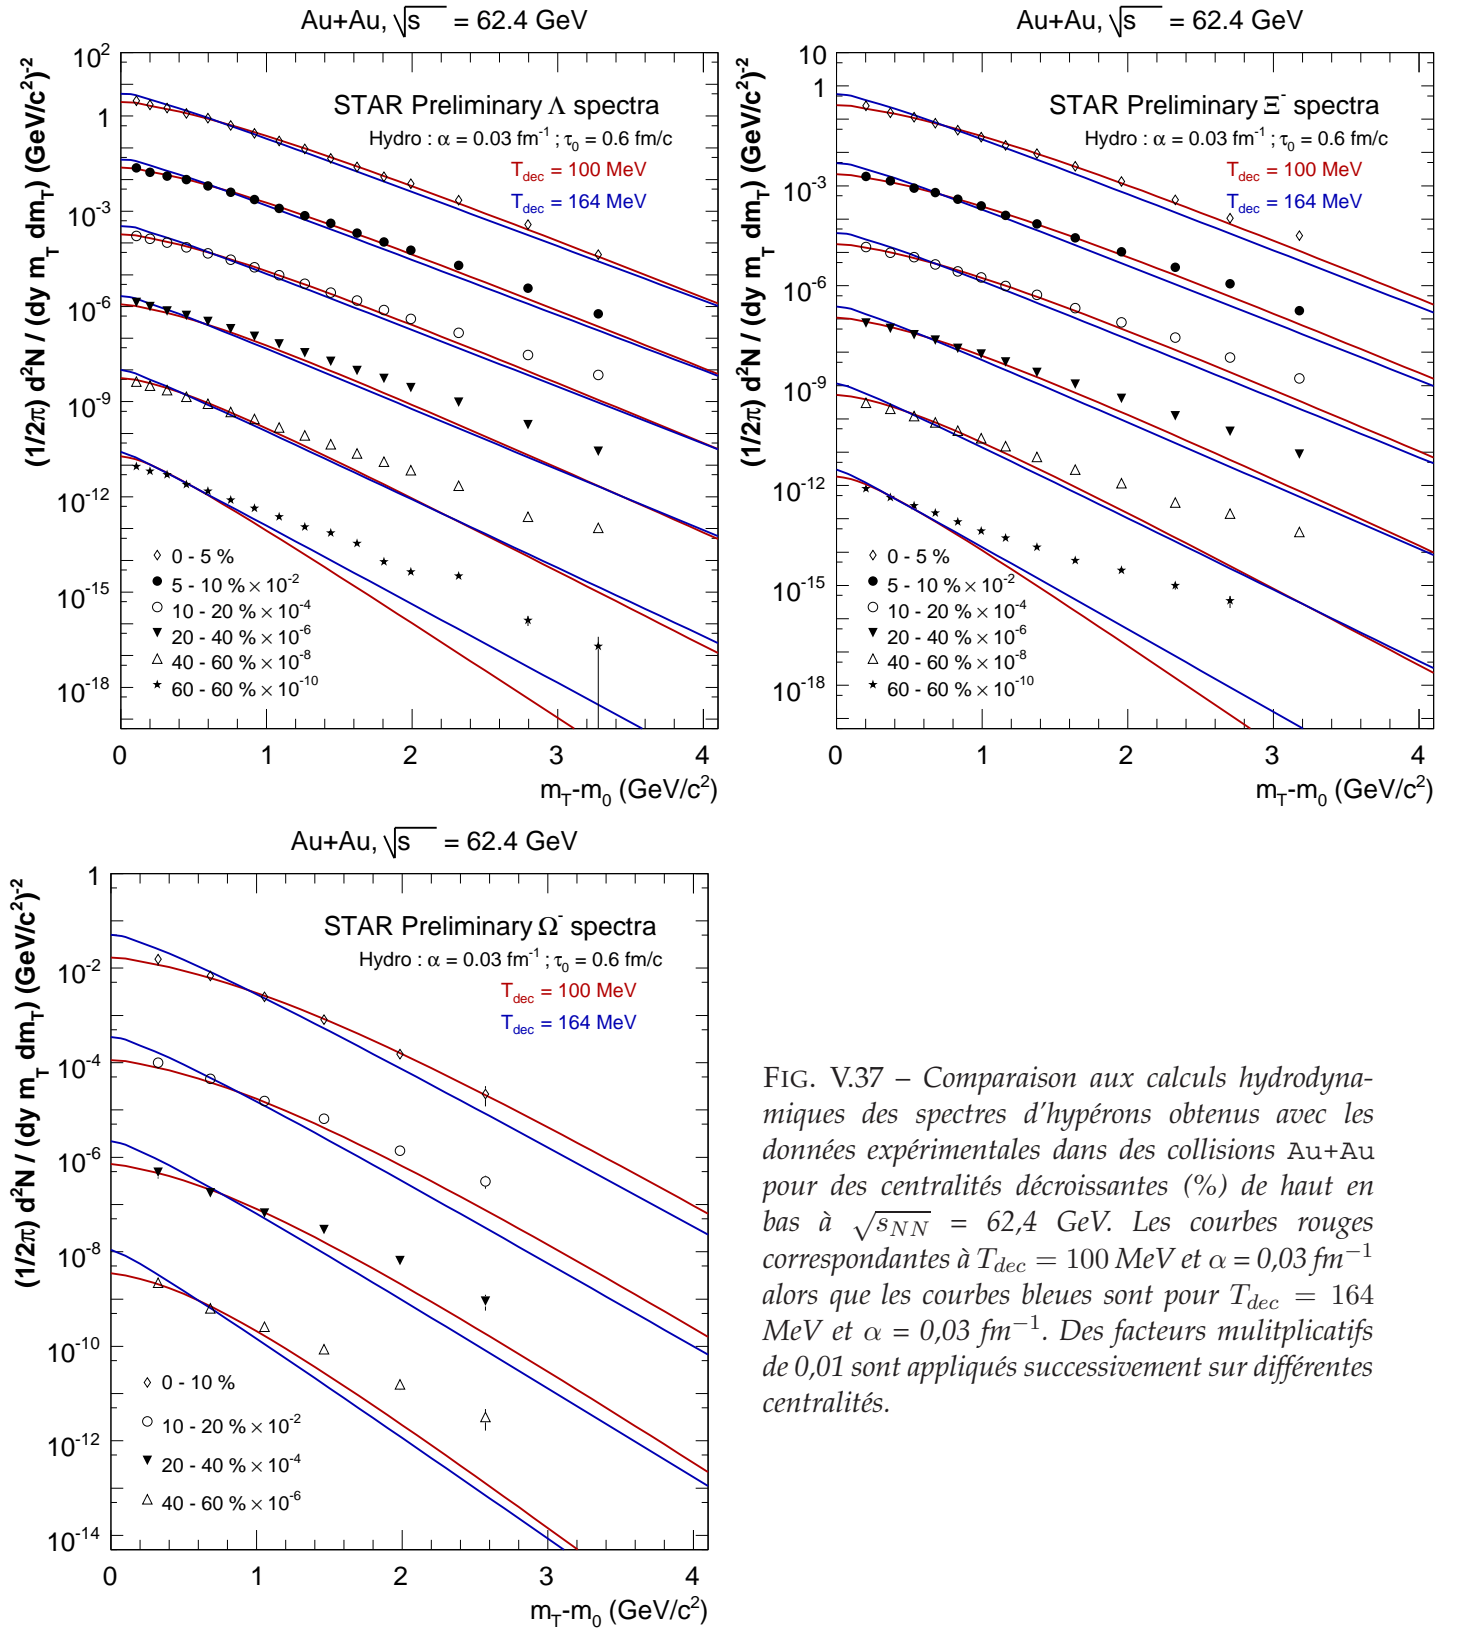 Au+Au, √s = 62.4 GeV
10²
1
10⁻³
10⁻⁶
10⁻⁹
10⁻¹²
10⁻¹⁵
10⁻¹⁸
(1/2π) d²N / (dy m_T dm_T) (GeV/c²)⁻²
STAR Preliminary Λ spectra
Hydro : α = 0.03 fm⁻¹ ; τ₀ = 0.6 fm/c
T_dec = 100 MeV
T_dec = 164 MeV
0 - 5 %
5 - 10 % × 10⁻²
10 - 20 % × 10⁻⁴
20 - 40 % × 10⁻⁶
40 - 60 % × 10⁻⁸
60 - 60 % × 10⁻¹⁰
0 1 2 3 4
m_T-m₀ (GeV/c²)
Au+Au, √s = 62.4 GeV
10
1
10⁻³
10⁻⁶
10⁻⁹
10⁻¹²
10⁻¹⁵
10⁻¹⁸
(1/2π) d²N / (dy m_T dm_T) (GeV/c²)⁻²
STAR Preliminary Ξ⁻ spectra
Hydro : α = 0.03 fm⁻¹ ; τ₀ = 0.6 fm/c
T_dec = 100 MeV
T_dec = 164 MeV
0 - 5 %
5 - 10 % × 10⁻²
10 - 20 % × 10⁻⁴
20 - 40 % × 10⁻⁶
40 - 60 % × 10⁻⁸
60 - 60 % × 10⁻¹⁰
0 1 2 3 4
m_T-m₀ (GeV/c²)
Au+Au, √s = 62.4 GeV
1
10⁻²
10⁻⁴
10⁻⁶
10⁻⁸
10⁻¹⁰
10⁻¹²
10⁻¹⁴
(1/2π) d²N / (dy m_T dm_T) (GeV/c²)⁻²
STAR Preliminary Ω⁻ spectra
Hydro : α = 0.03 fm⁻¹ ; τ₀ = 0.6 fm/c
T_dec = 100 MeV
T_dec = 164 MeV
0 - 10 %
10 - 20 % × 10⁻²
20 - 40 % × 10⁻⁴
40 - 60 % × 10⁻⁶
0 1 2 3 4
m_T-m₀ (GeV/c²)
FIG. V.37 – Comparaison aux calculs hydrodyna-
miques des spectres d'hypérons obtenus avec les
données expérimentales dans des collisions Au+Au
pour des centralités décroissantes (%) de haut en
bas à √s_NN = 62,4 GeV. Les courbes rouges
correspondantes à T_dec = 100 MeV et α = 0,03 fm⁻¹
alors que les courbes bleues sont pour T_dec = 164
MeV et α = 0,03 fm⁻¹. Des facteurs mulitplicatifs
de 0,01 sont appliqués successivement sur différentes
centralités.